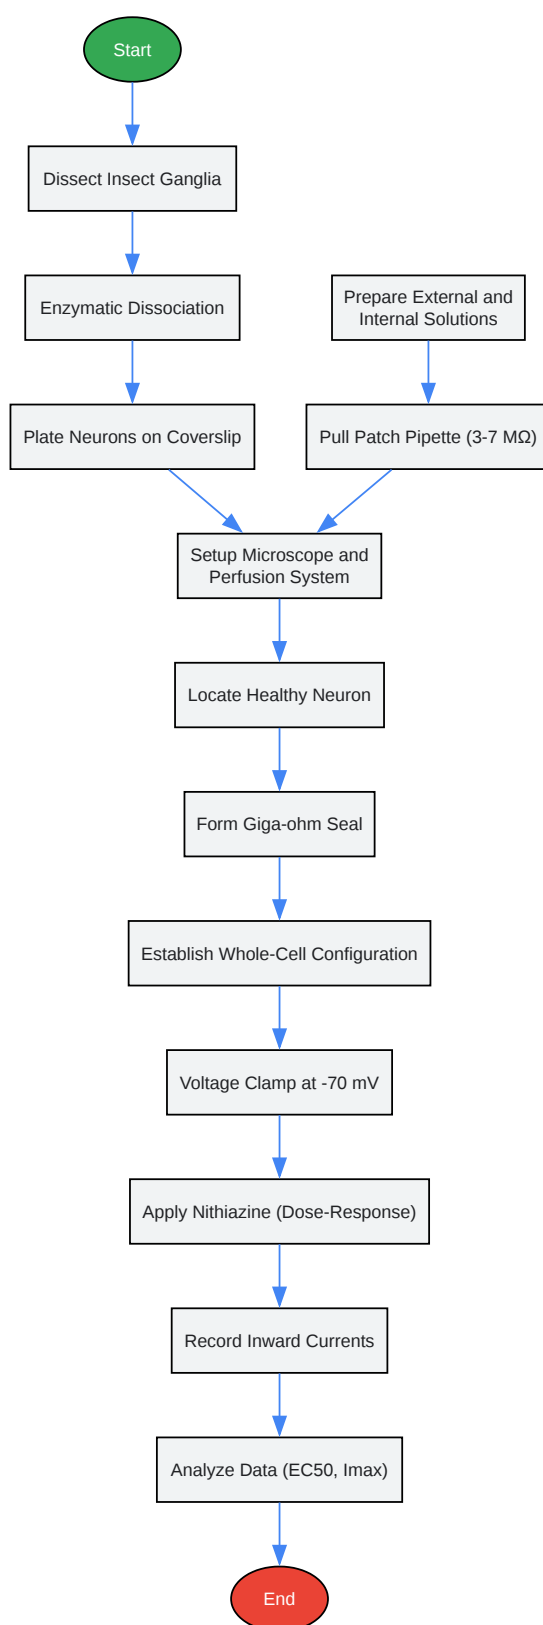 Start
Dissect Insect Ganglia
Enzymatic Dissociation
Prepare External and
Internal Solutions
Plate Neurons on Coverslip
Pull Patch Pipette (3-7 MΩ)
Setup Microscope and
Perfusion System
Locate Healthy Neuron
Form Giga-ohm Seal
Establish Whole-Cell Configuration
Voltage Clamp at -70 mV
Apply Nithiazine (Dose-Response)
Record Inward Currents
Analyze Data (EC50, Imax)
End